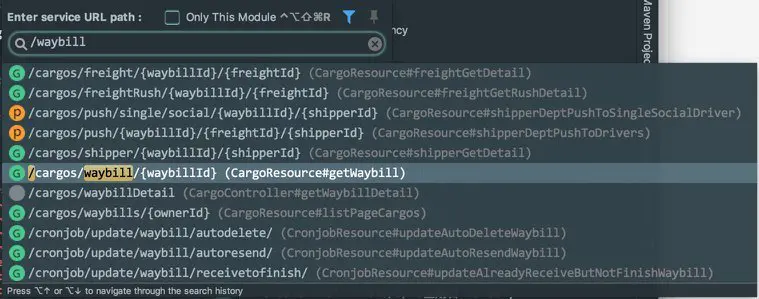 Enter service URL path :
Only This Module ^⌥⇧⌘R
/waybill
ncy
Maven Projec
G /cargos/freight/{waybillId}/{freightId} (CargoResource#freightGetDetail)
G /cargos/freightRush/{waybillId}/{freightId} (CargoResource#freightGetRushDetail)
p /cargos/push/single/social/{waybillId}/{shipperId} (CargoResource#shipperDeptPushToSingleSocialDriver)
p /cargos/push/{waybillId}/{freightId}/{shipperId} (CargoResource#shipperDeptPushToDrivers)
G /cargos/shipper/{waybillId}/{shipperId} (CargoResource#shipperGetDetail)
G /cargos/waybill/{waybillId} (CargoResource#getWaybill)
/cargos/waybillDetail (CargoController#getWaybillDetail)
G /cargos/waybills/{ownerId} (CargoResource#listPageCargos)
G /cronjob/update/waybill/autodelete/ (CronjobResource#updateAutoDeleteWaybill)
G /cronjob/update/waybill/autoresend/ (CronjobResource#updateAutoResendWaybill)
G /cronjob/update/waybill/receivetofinish/ (CronjobResource#updateAlreadyReceiveButNotFinishWaybill)
Press ⌥↑ or ⌥↓ to navigate through the search history